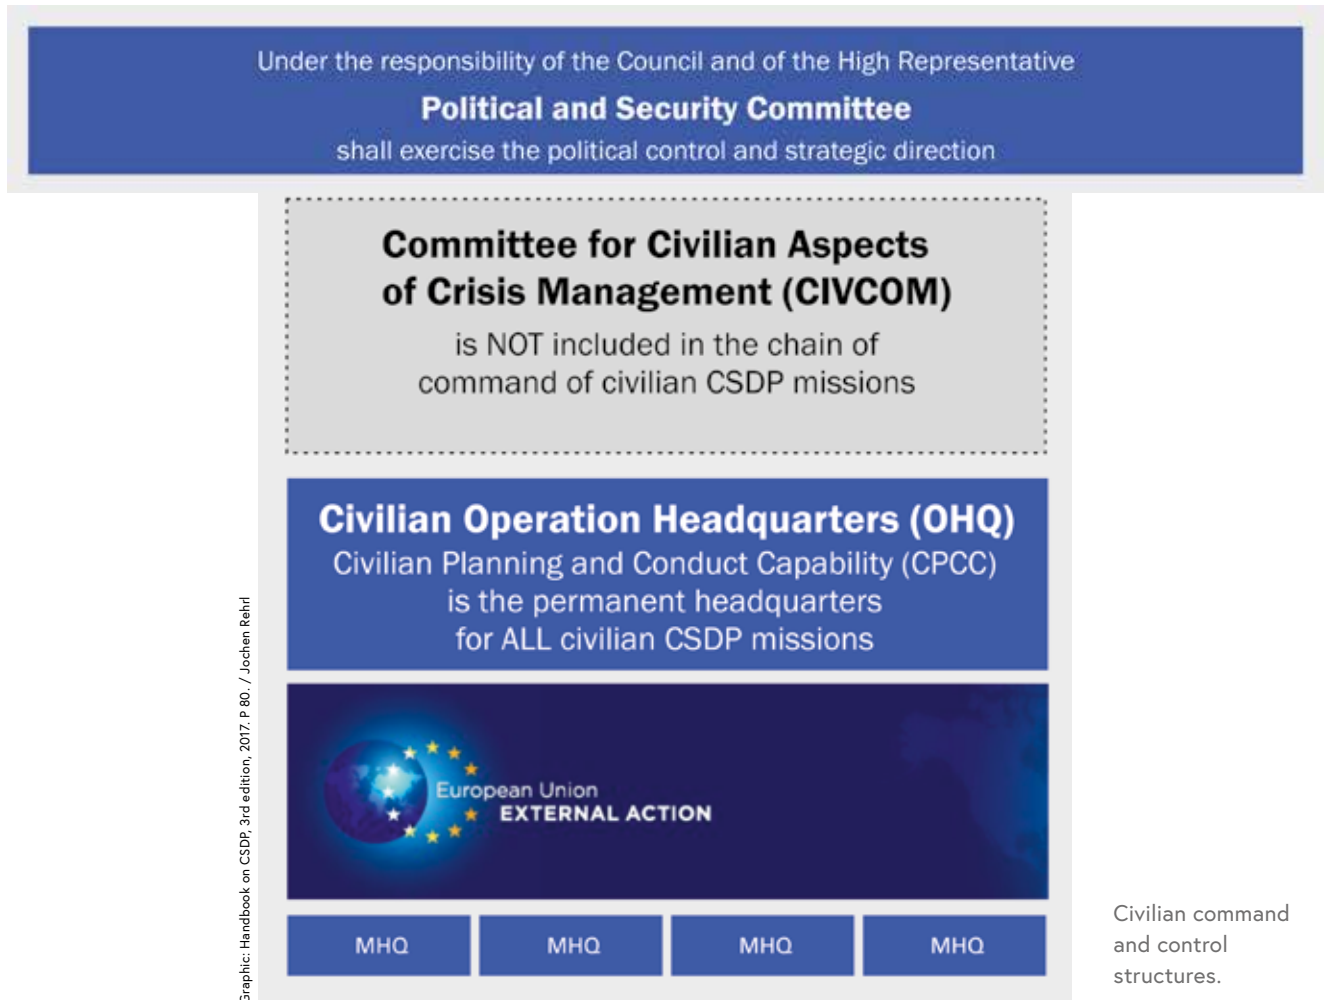 Under the responsibility of the Council and of the High Representative
Political and Security Committee
shall exercise the political control and strategic direction
Committee for Civilian Aspects
of Crisis Management (CIVCOM)
is NOT included in the chain of
command of civilian CSDP missions
Civilian Operation Headquarters (OHQ)
Civilian Planning and Conduct Capability (CPCC)
is the permanent headquarters
for ALL civilian CSDP missions
European Union
EXTERNAL ACTION
MHQ
MHQ
MHQ
MHQ
Graphic: Handbook on CSDP, 3rd edition, 2017. P 80. / Jochen Rehrl
Civilian command
and control
structures.